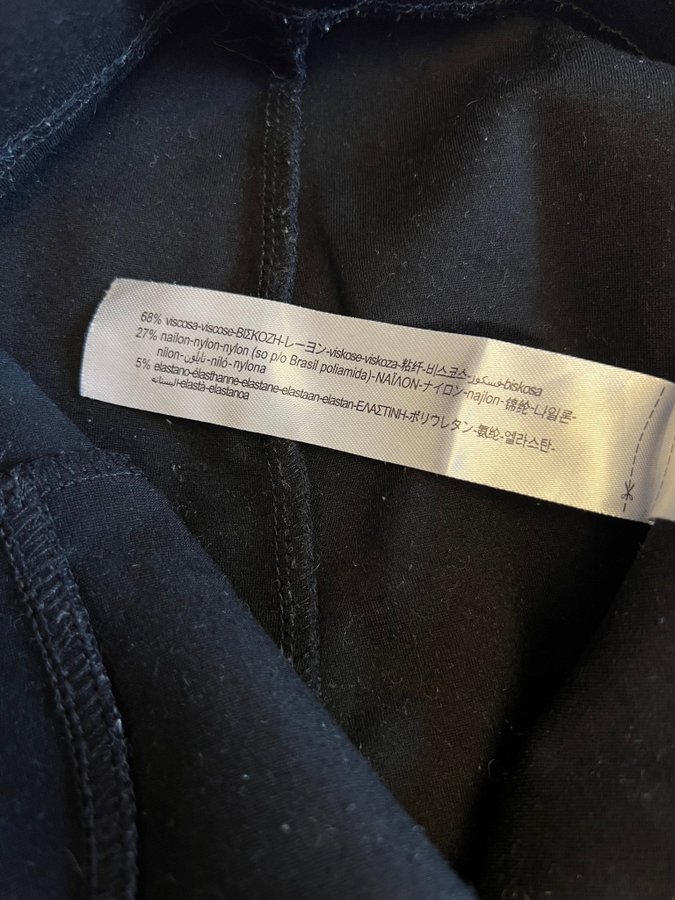 68% viscosa-viscose-ΒΙΣΚΟΖΗ-レーヨン-viskose-viskoza-粘纤-비스코스-فسكوز-biskosa
27% nailon-nylon-nylon (so p/o Brasil poliamida)-ΝΑΪΛΟΝ-ナイロン-najlon-锦纶-나일론-
nilon-نايلون-niló-nylona
5% elastano-élasthanne-elastane-elastaan-elastan-ΕΛΑΣΤΙΝΗ-ポリウレタン-氨纶-엘라스탄-
الیستانه-elastà-elastanoa